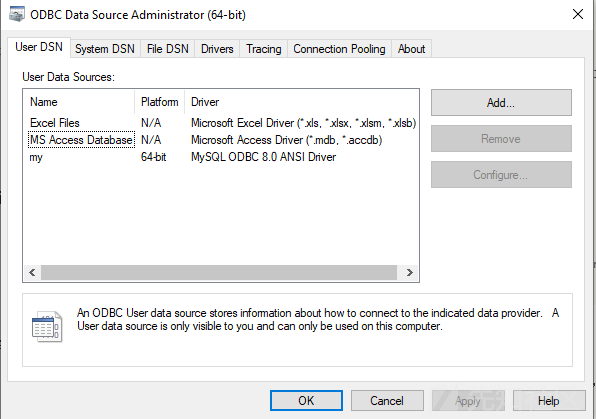 ODBC Data Source Administrator (64-bit)
User DSN System DSN File DSN Drivers Tracing Connection Pooling About
User Data Sources:
Name Platform Driver
Excel Files N/A Microsoft Excel Driver (*.xls, *.xlsx, *.xlsm, *.xlsb)
MS Access Database N/A Microsoft Access Driver (*.mdb, *.accdb)
my 64-bit MySQL ODBC 8.0 ANSI Driver
Add...
Remove
Configure...
An ODBC User data source stores information about how to connect to the indicated data provider. A
User data source is only visible to you and can only be used on this computer.
OK Cancel Apply Help